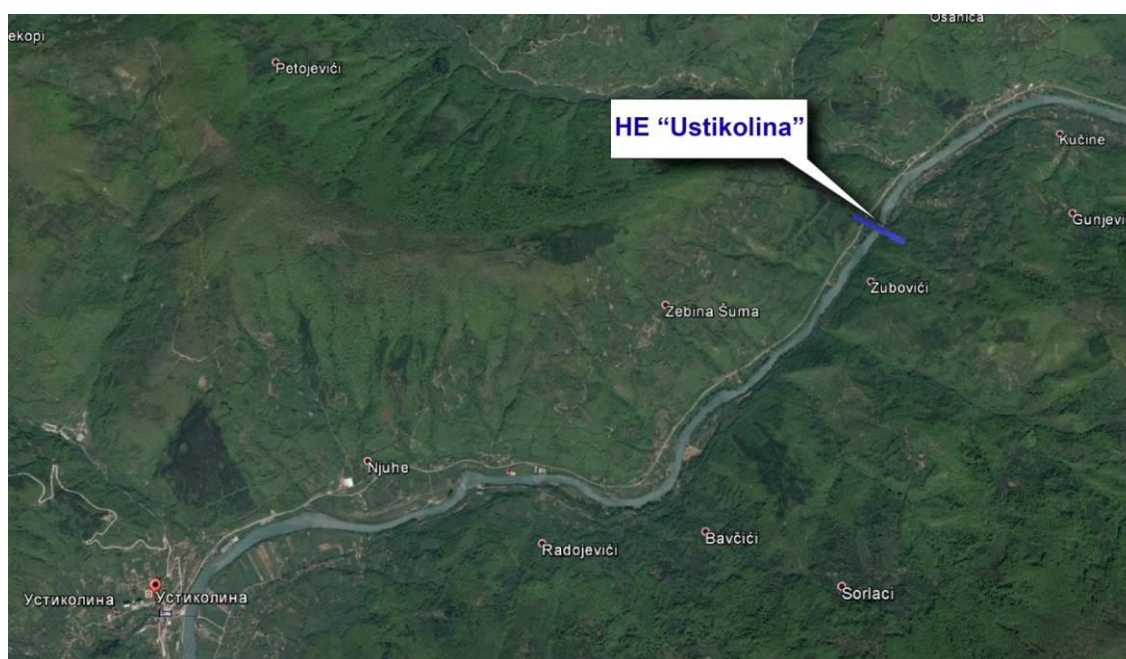 Osanica
ekopi
Petojevići
HE “Ustikolina”
Kučine
Gunjevi
Zubovići
Zebina Šuma
Njuhe
Bavčići
Radojevići
Sorlaci
Устиколина
Устиколина